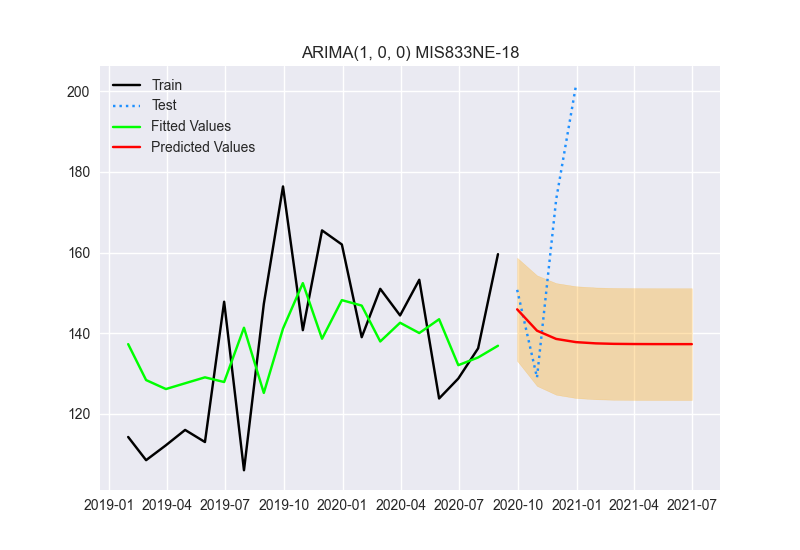 ARIMA(1, 0, 0) MIS833NE-18
Train
Test
Fitted Values
Predicted Values
200
180
160
140
120
2019-01 2019-04 2019-07 2019-10 2020-01 2020-04 2020-07 2020-10 2021-01 2021-04 2021-07